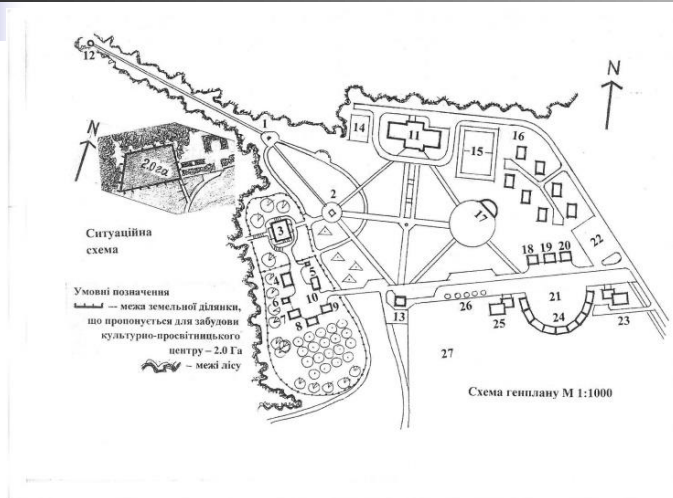 12
1
N
N
14
11
15
16
2.0га
2
17
3
Ситуаційна
схема
18 19 20
22
4
5
Умовні позначення
— межа земельної ділянки,
що пропонується для забудови
культурно-просвітницького
центру – 2.0 Га
– межі лісу
6
10
7
8
9
13
26
25
21
24
23
27
Схема генплану М 1:1000